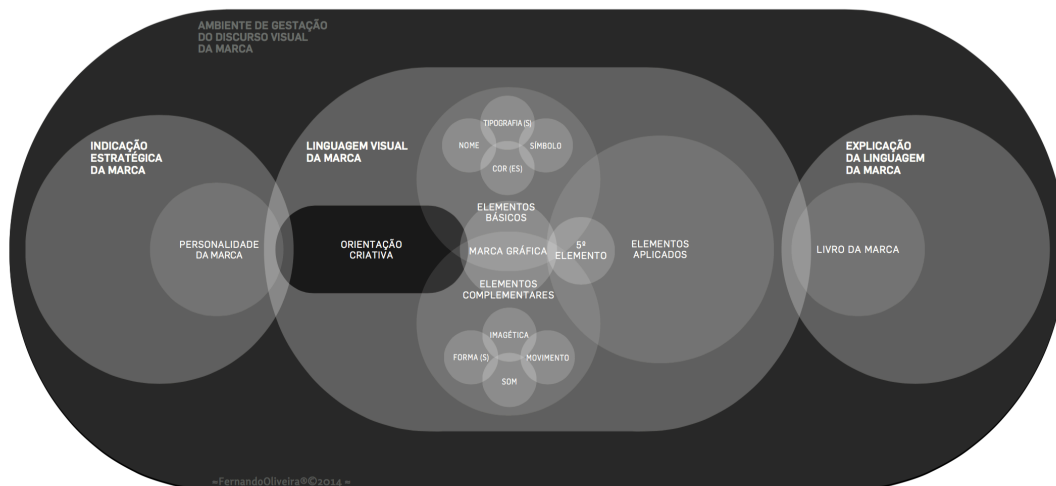 AMBIENTE DE GESTAÇÃO
DO DISCURSO VISUAL
DA MARCA
INDICAÇÃO
ESTRATÉGICA
DA MARCA
PERSONALIDADE
DA MARCA
LINGUAGEM VISUAL
DA MARCA
ORIENTAÇÃO
CRIATIVA
TIPOGRAFIA (S)
NOME
SÍMBOLO
COR (ES)
ELEMENTOS
BÁSICOS
MARCA GRÁFICA
5º
ELEMENTO
ELEMENTOS
COMPLEMENTARES
IMAGÉTICA
FORMA (S)
MOVIMENTO
SOM
ELEMENTOS
APLICADOS
EXPLICAÇÃO
DA LINGUAGEM
DA MARCA
LIVRO DA MARCA
=FernandoOliveira®©2014 =